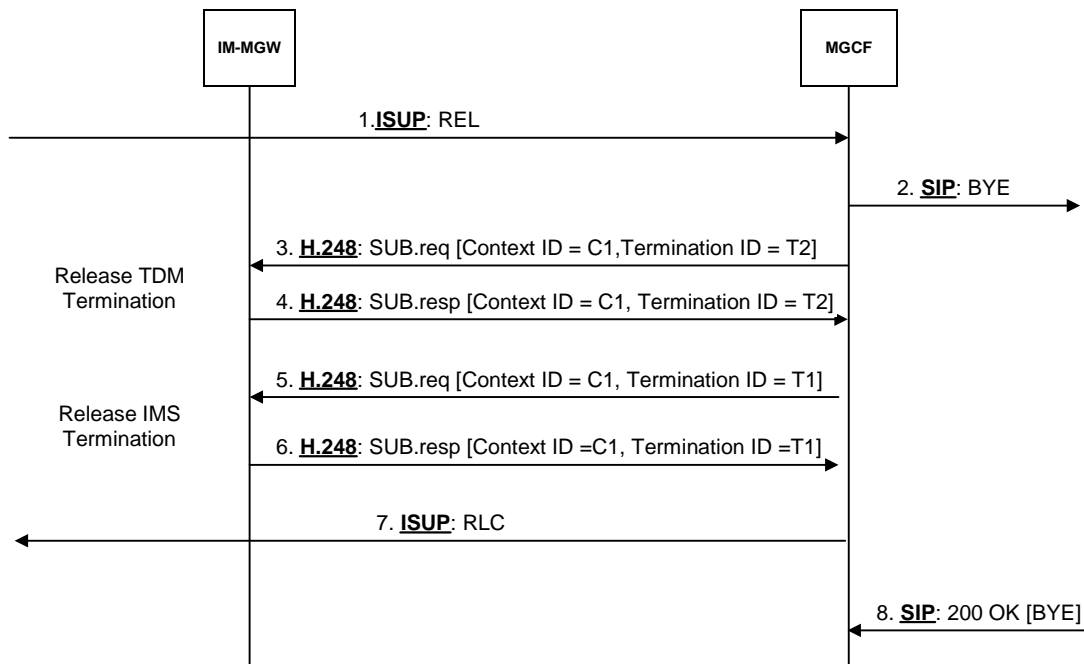 IM-MGW
MGCF
1.ISUP: REL
2. SIP: BYE
3. H.248: SUB.req [Context ID = C1,Termination ID = T2]
Release TDM
Termination
4. H.248: SUB.resp [Context ID = C1, Termination ID = T2]
5. H.248: SUB.req [Context ID = C1, Termination ID = T1]
Release IMS
Termination
6. H.248: SUB.resp [Context ID =C1, Termination ID =T1]
7. ISUP: RLC
8. SIP: 200 OK [BYE]